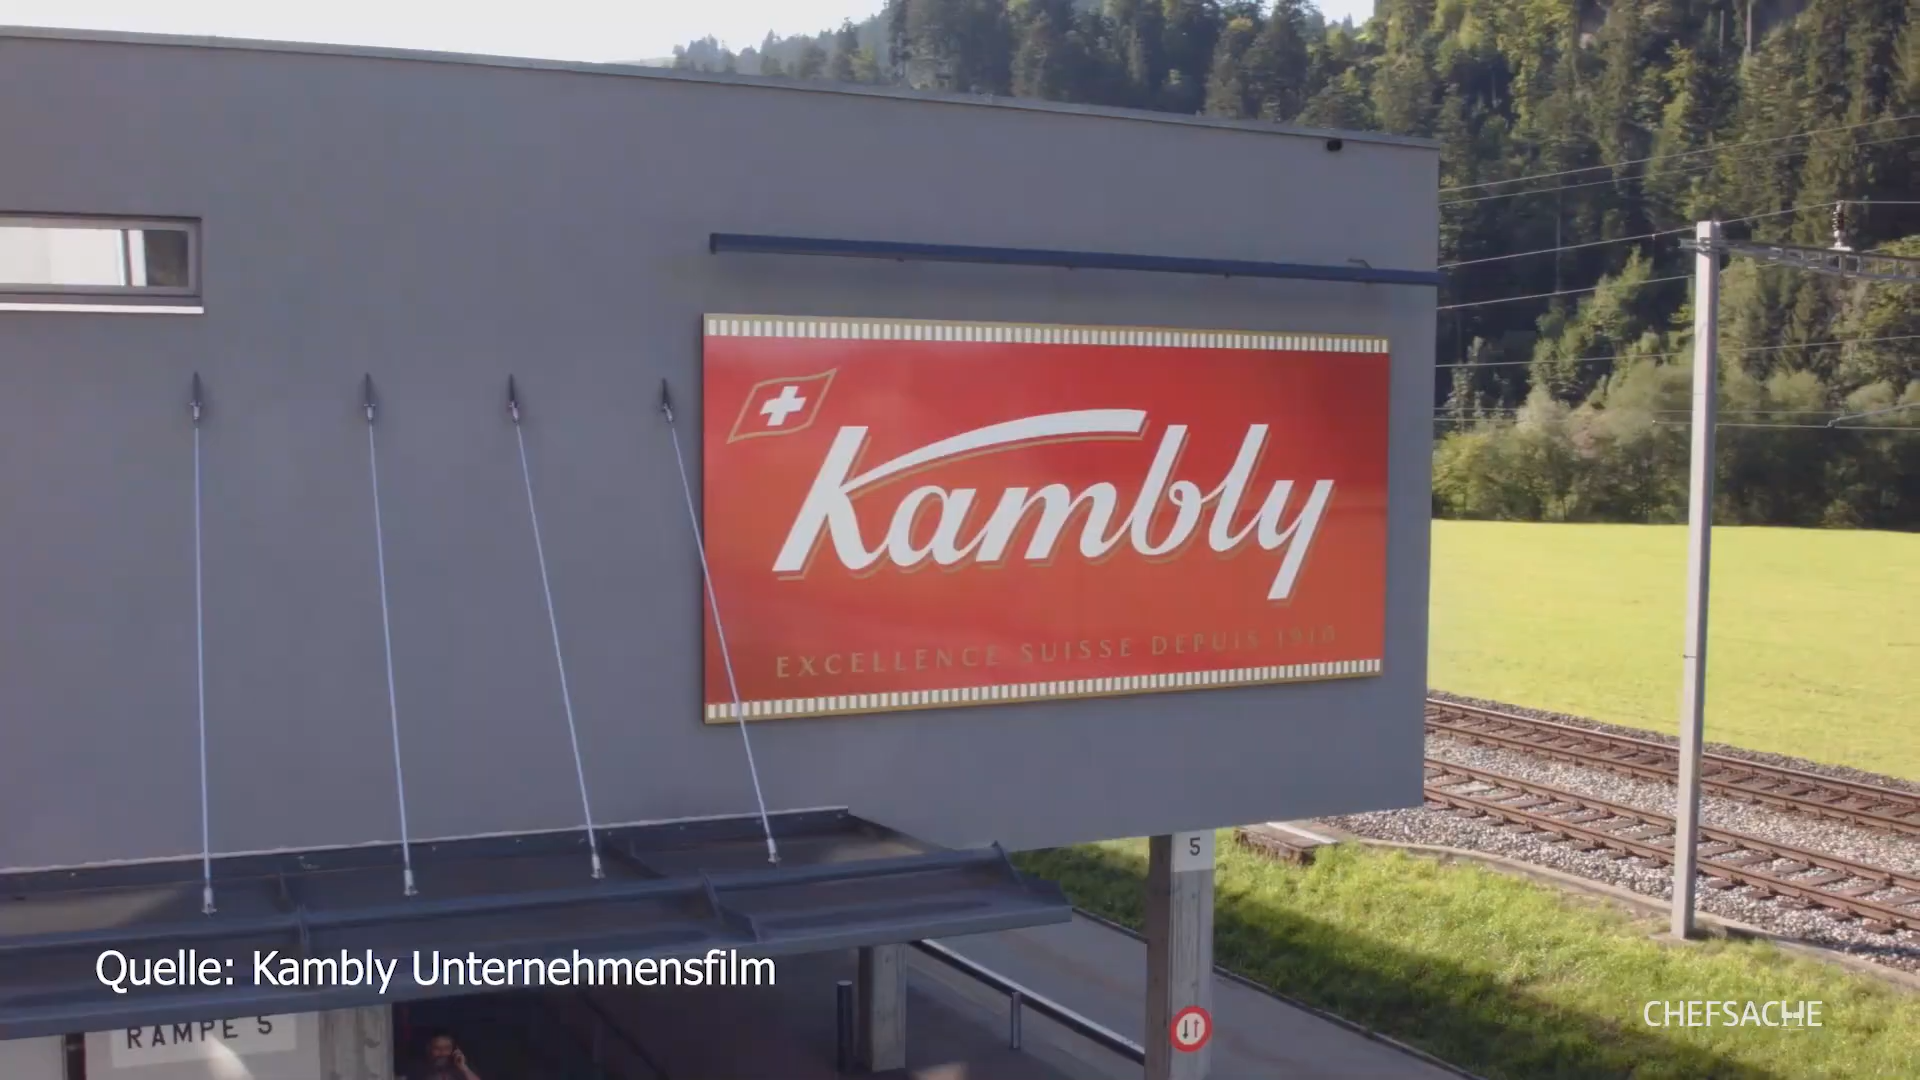 Kambly
EXCELLENCE SUISSE DEPUIS 1910
5
Quelle: Kambly Unternehmensfilm
CHEFSACHE
RAMPE 5